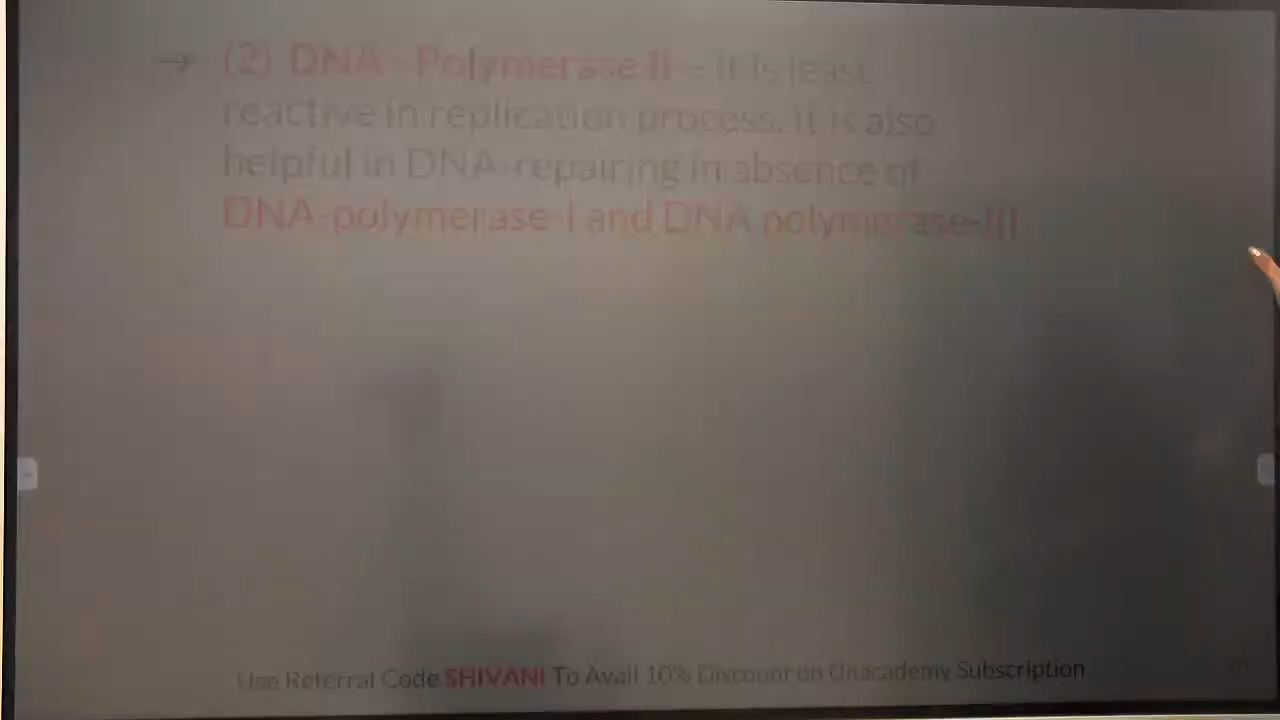 → (2) DNA - Polymerase II - It is least
reactive in replication process. It is also
helpful in DNA-repairing in absence of
DNA-polymerase-I and DNA polymerase-III
Use Referral Code SHIVANI To Avail 10% Discount on Unacademy Subscription